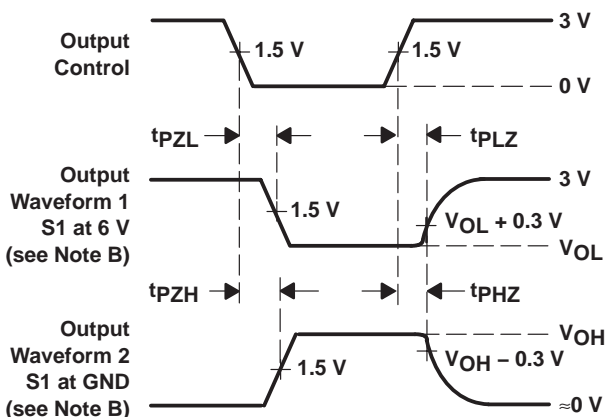 Output
Control
1.5 V
1.5 V
3 V
0 V
tPZL
tPLZ
Output
Waveform 1
S1 at 6 V
(see Note B)
1.5 V
3 V
VOL + 0.3 V
VOL
tPZH
tPHZ
Output
Waveform 2
S1 at GND
(see Note B)
1.5 V
VOH
VOH − 0.3 V
≈0 V